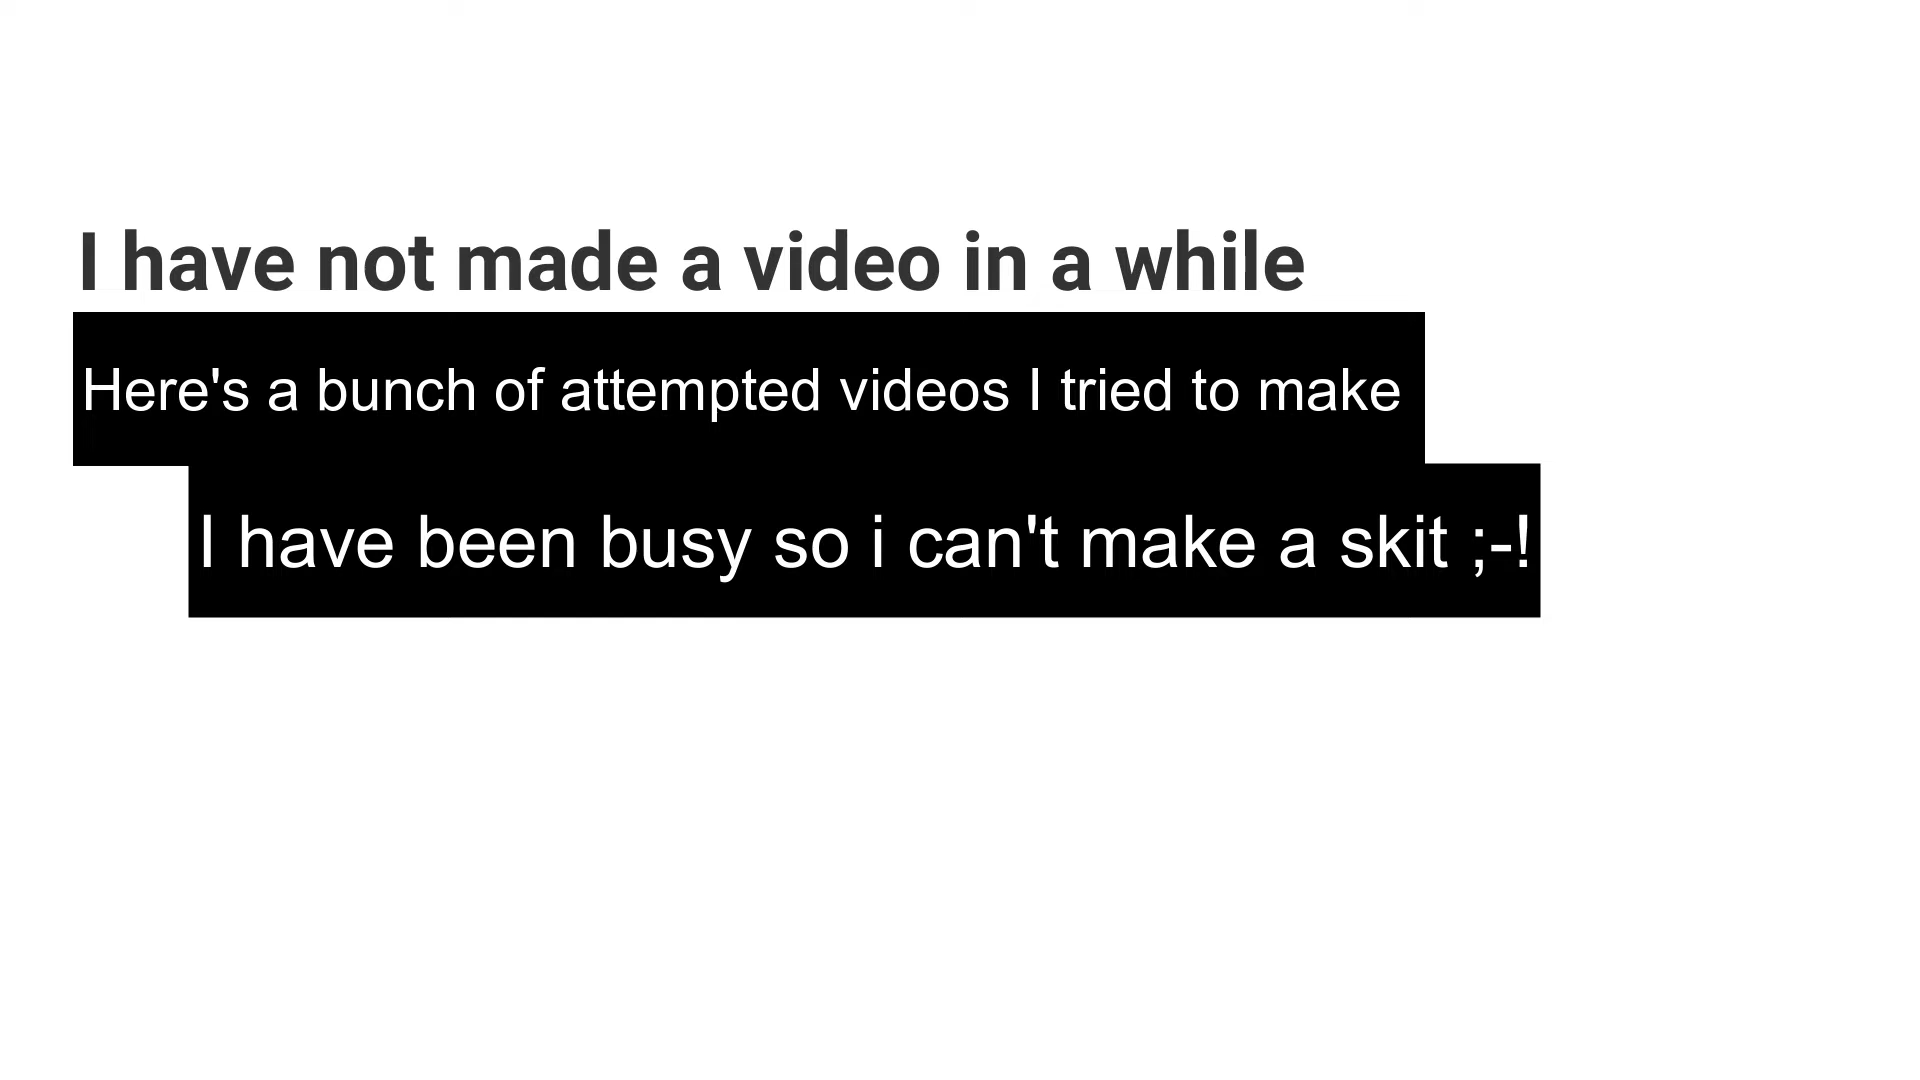 I have not made a video in a while
Here's a bunch of attempted videos I tried to make
I have been busy so i can't make a skit ;-!